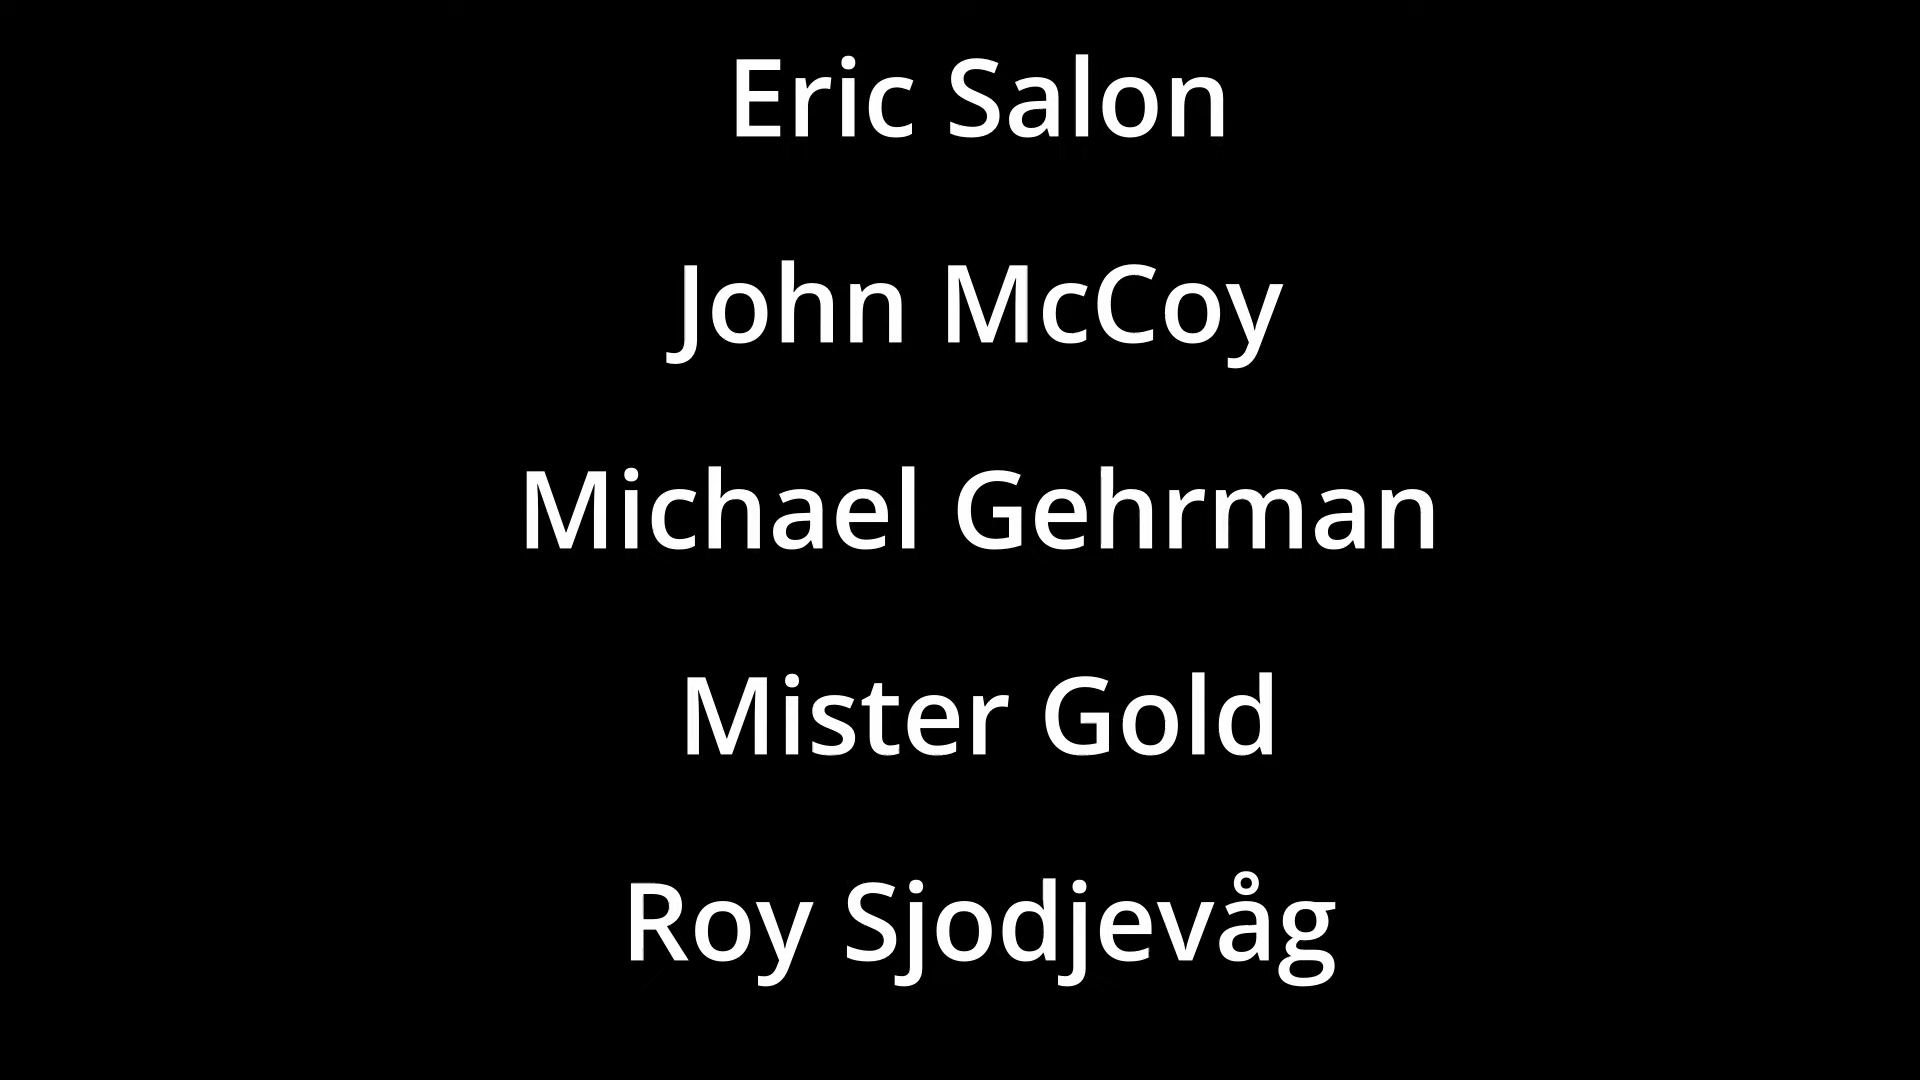 Eric Salon
John McCoy
Michael Gehrman
Mister Gold
Roy Sjodjevåg